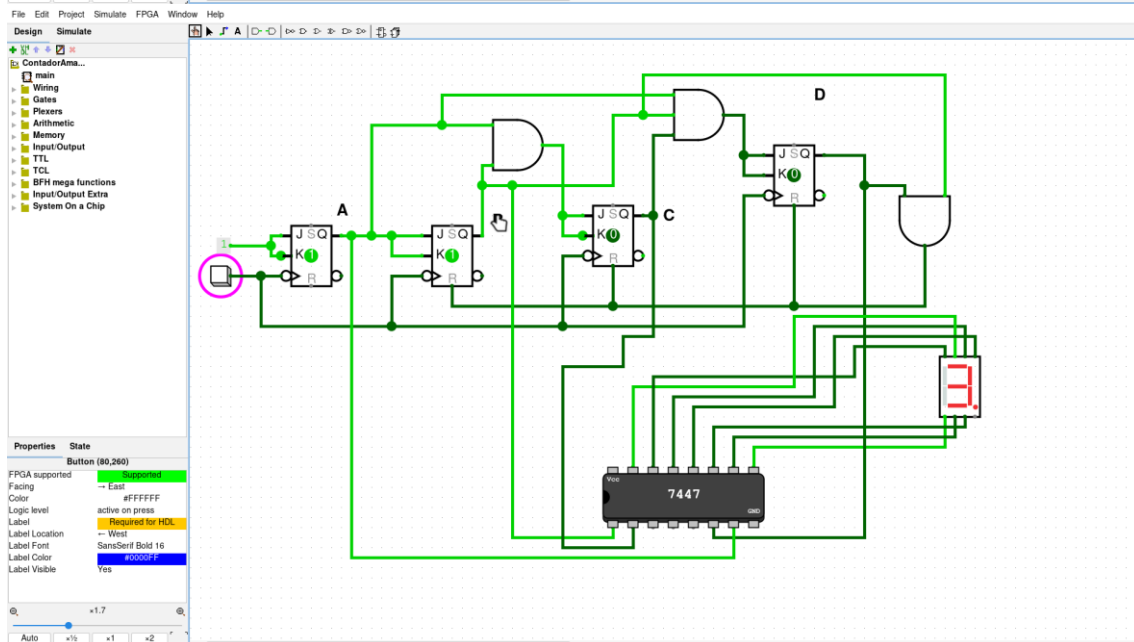 File Edit Project Simulate FPGA Window Help
Design Simulate
A
ContadorAma...
main
Wiring
Gates
Plexers
Arithmetic
Memory
Input/Output
TTL
TCL
BFH mega functions
Input/Output Extra
System On a Chip
D
J S Q
K 0
R
A
C
1
J S Q
K 1
R
J S Q
K 1
R
J S Q
K 0
R
Vcc
7447
GND
Properties State
Button (80,260)
FPGA supported Supported
Facing → East
Color #FFFFFF
Logic level active on press
Label Required for HDL
Label Location ← West
Label Font SansSerif Bold 16
Label Color #0000FF
Label Visible Yes
×1.7
Auto ×½ ×1 ×2